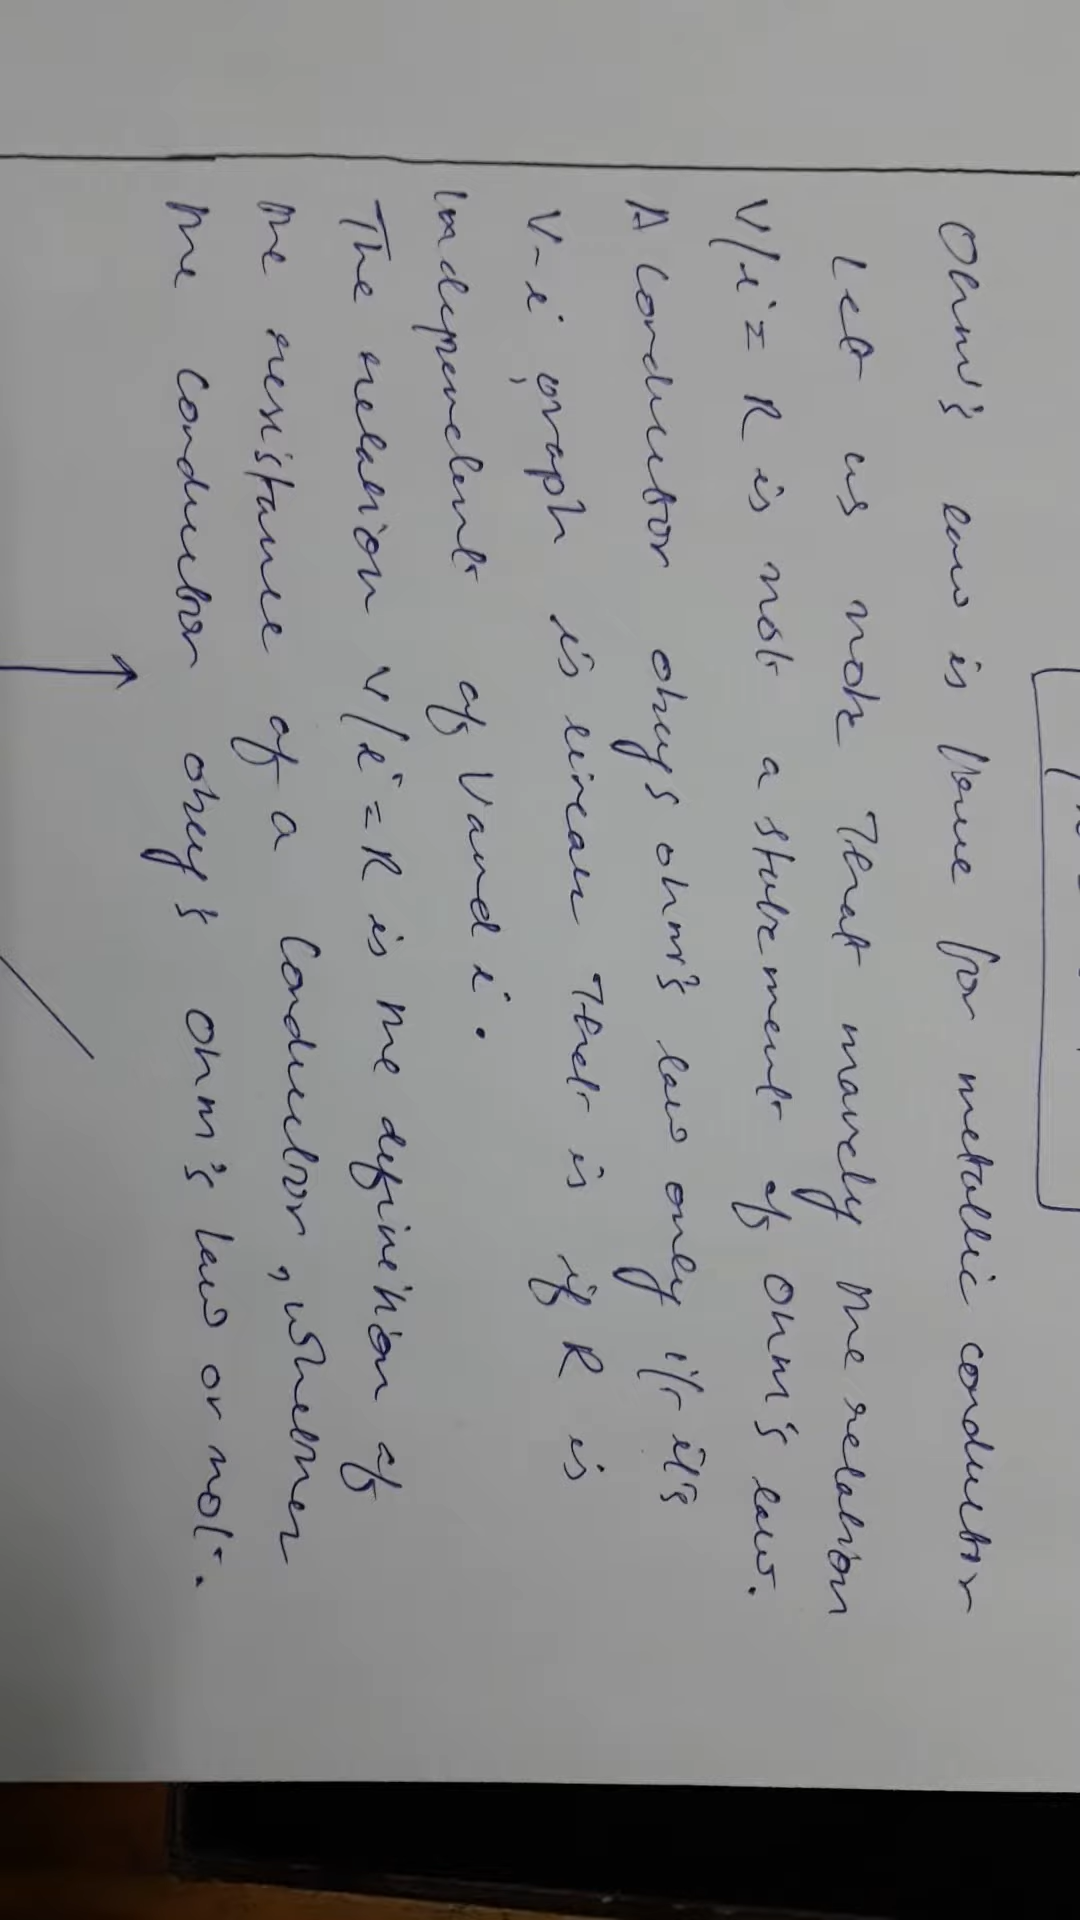 Ohm's law is true for metallic conductor
Let us note that marely the relation
V/i = R is not a statement of ohm's law.
A conductor obeys ohm's law only if it's
V-i graph is linear that is if R is
independent of V and i.
The relation V/i = R is the definition of
the resistance of a conductor, whether
the conductor obey's ohm's law or not.